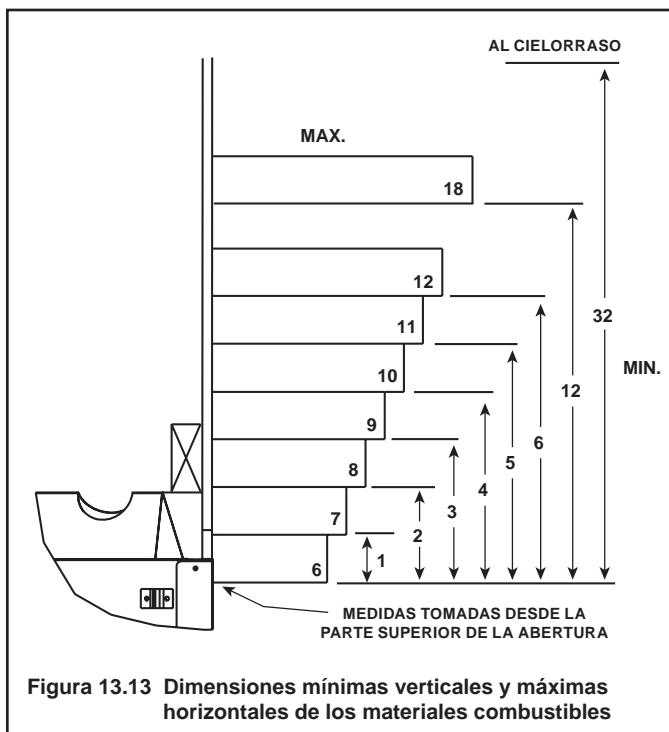 AL CIELORRASO
MAX.
18
12
11
10
9
8
7
6
1
2
3
4
5
6
12
32
MIN.
MEDIDAS TOMADAS DESDE LA
PARTE SUPERIOR DE LA ABERTURA
Figura 13.13 Dimensiones mínimas verticales y máximas
horizontales de los materiales combustibles